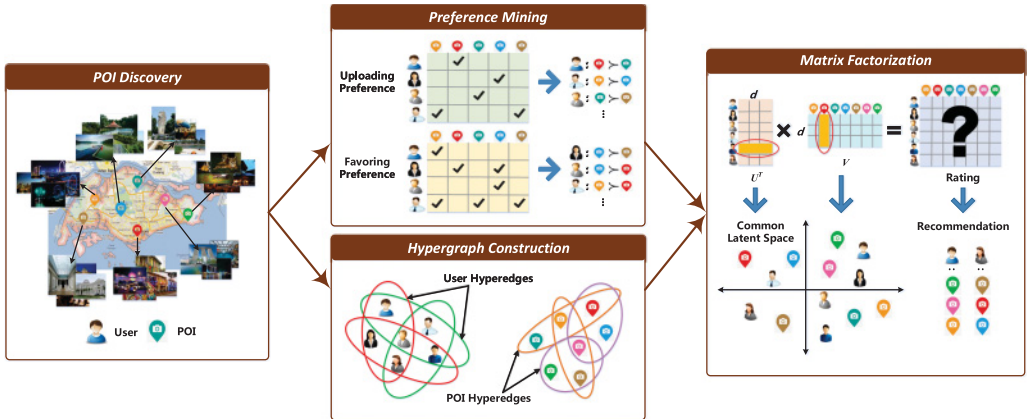 POI Discovery
User
POI
Preference Mining
Uploading
Preference
Favoring
Preference
Hypergraph Construction
User Hyperedges
POI Hyperedges
Matrix Factorization
d
d
×
=
?
U^T
V
Rating
Common
Latent Space
Recommendation